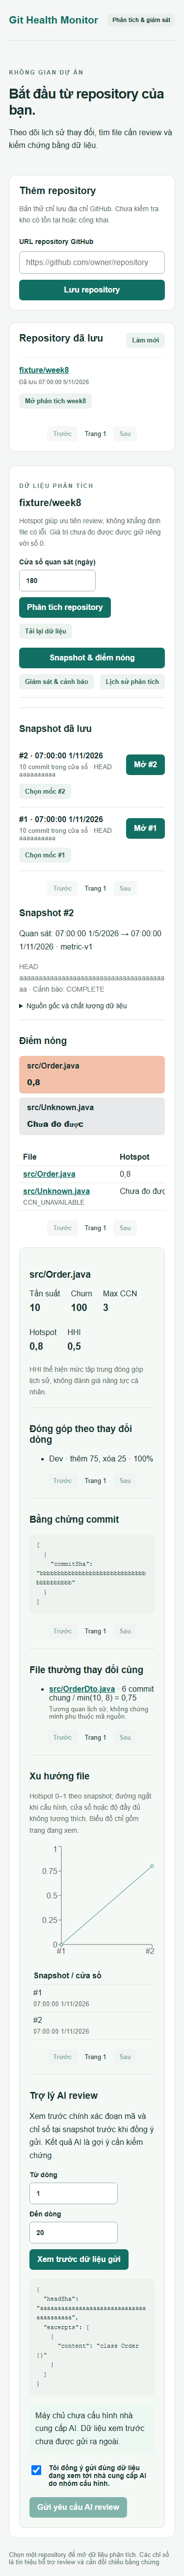 Git Health Monitor
Phân tích & giám sát
KHÔNG GIAN DỰ ÁN
Bắt đầu từ repository của
bạn.
Theo dõi lịch sử thay đổi, tìm file cần review và
kiểm chứng bằng dữ liệu.
Thêm repository
Bản thử chỉ lưu địa chỉ GitHub. Chưa kiểm tra
kho có tồn tại hoặc công khai.
URL repository GitHub
https://github.com/owner/repository
Lưu repository
Repository đã lưu
Làm mới
fixture/week8
Đã lưu 07:00:00 5/11/2026
Mở phân tích week8
Trước Trang 1 Sau
DỮ LIỆU PHÂN TÍCH
fixture/week8
Hotspot giúp ưu tiên review, không khẳng định
file có lỗi. Giá trị chưa đo được được giữ riêng
với số 0.
Cửa sổ quan sát (ngày)
180
Phân tích repository
Tải lại dữ liệu
Snapshot & điểm nóng
Giám sát & cảnh báo
Lịch sử phân tích
Snapshot đã lưu
#2 · 07:00:00 1/11/2026
10 commit trong cửa sổ · HEAD
aaaaaaaaaa
Mở #2
Chọn mốc #2
#1 · 07:00:00 1/11/2026
10 commit trong cửa sổ · HEAD
aaaaaaaaaa
Mở #1
Chọn mốc #1
Trước Trang 1 Sau
Snapshot #2
Quan sát: 07:00:00 1/5/2026 → 07:00:00
1/11/2026 · metric-v1
HEAD
aaaaaaaaaaaaaaaaaaaaaaaaaaaaaaaaaaaaaa
aa · Cảnh báo: COMPLETE
▶ Nguồn gốc và chất lượng dữ liệu
Điểm nóng
src/Order.java
0,8
src/Unknown.java
Chưa đo được
File Hotspot
src/Order.java 0,8
src/Unknown.java Chưa đo được
CCN_UNAVAILABLE
Trước Trang 1 Sau
src/Order.java
Tần suất Churn Max CCN
10 100 3
Hotspot HHI
0,8 0,5
HHI thể hiện mức tập trung đóng góp
lịch sử, không đánh giá năng lực cá
nhân.
Đóng góp theo thay đổi
dòng
• Dev · thêm 75, xóa 25 · 100%
Trước Trang 1 Sau
Bằng chứng commit
[
{
"commitSha":
"bbbbbbbbbbbbbbbbbbbbbbbbbbbbbb
bbbbbbbbbb"
}
]
Trước Trang 1 Sau
File thường thay đổi cùng
• src/OrderDto.java · 6 commit
chung / min(10, 8) = 0,75
Tương quan lịch sử, không chứng
minh phụ thuộc mã nguồn.
Trước Trang 1 Sau
Xu hướng file
Hotspot 0–1 theo snapshot; đường ngắt
khi cấu hình, cửa sổ hoặc độ đầy đủ
không tương thích. Biểu đồ chỉ gồm
trang đang xem.
1
0.75
0.5
0.25
0
#1 #2
Snapshot / cửa sổ
#1
07:00:00 1/11/2026
#2
07:00:00 1/11/2026
Trước Trang 1 Sau
Trợ lý AI review
Xem trước chính xác đoạn mã và
chỉ số tại snapshot trước khi đồng ý
gửi. Kết quả AI là gợi ý cần kiểm
chứng.
Từ dòng
1
Đến dòng
20
Xem trước dữ liệu gửi
{
"headSha":
"aaaaaaaaaaaaaaaaaaaaaaaaaaaaaa
aaaaaaaaaa",
"excerpts": [
{
"content": "class Order
{}"
}
]
}
Máy chủ chưa cấu hình nhà
cung cấp AI. Dữ liệu xem trước
chưa được gửi ra ngoài.
Tôi đồng ý gửi đúng dữ liệu
đang xem tới nhà cung cấp AI
do nhóm cấu hình.
Gửi yêu cầu AI review
Chọn một repository để mở dữ liệu phân tích. Các chỉ số
là tín hiệu hỗ trợ review và cần đối chiếu bằng chứng.